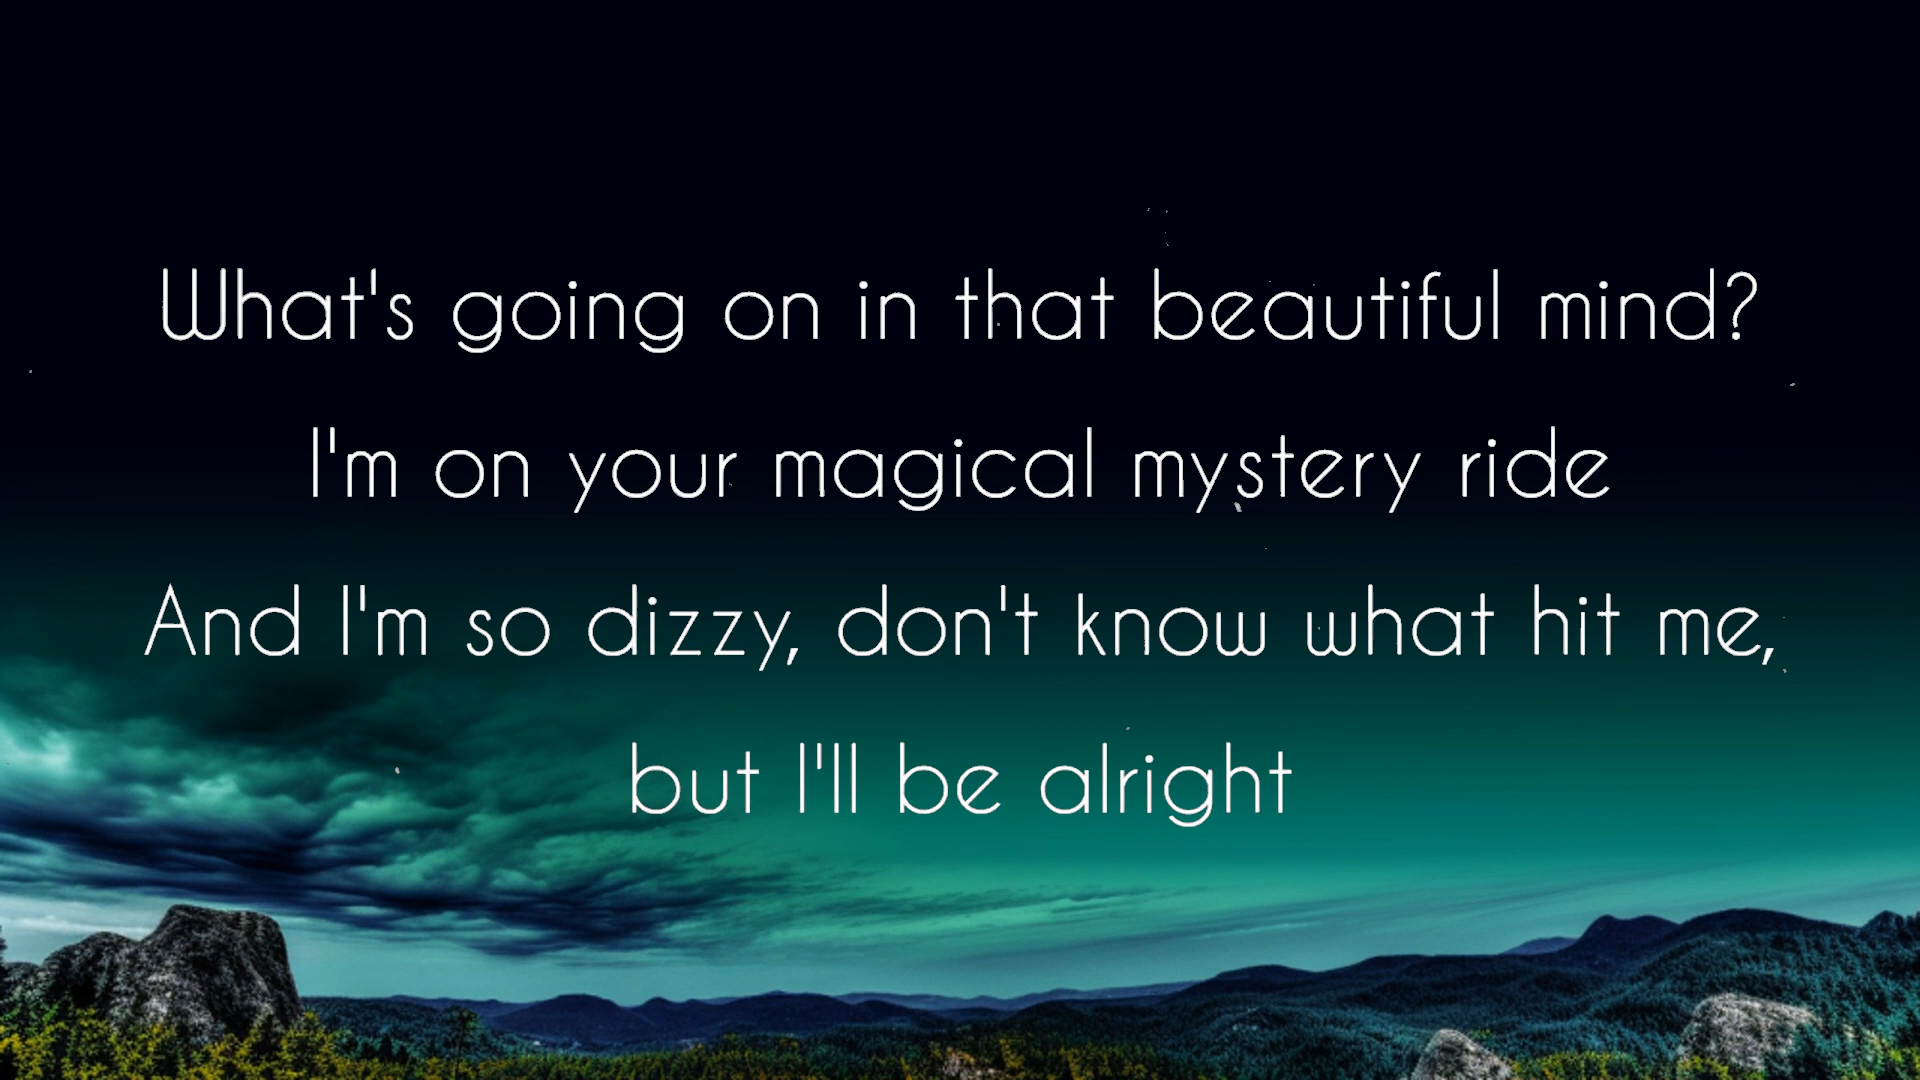 What's going on in that beautiful mind?
I'm on your magical mystery ride
And I'm so dizzy, don't know what hit me,
but I'll be alright